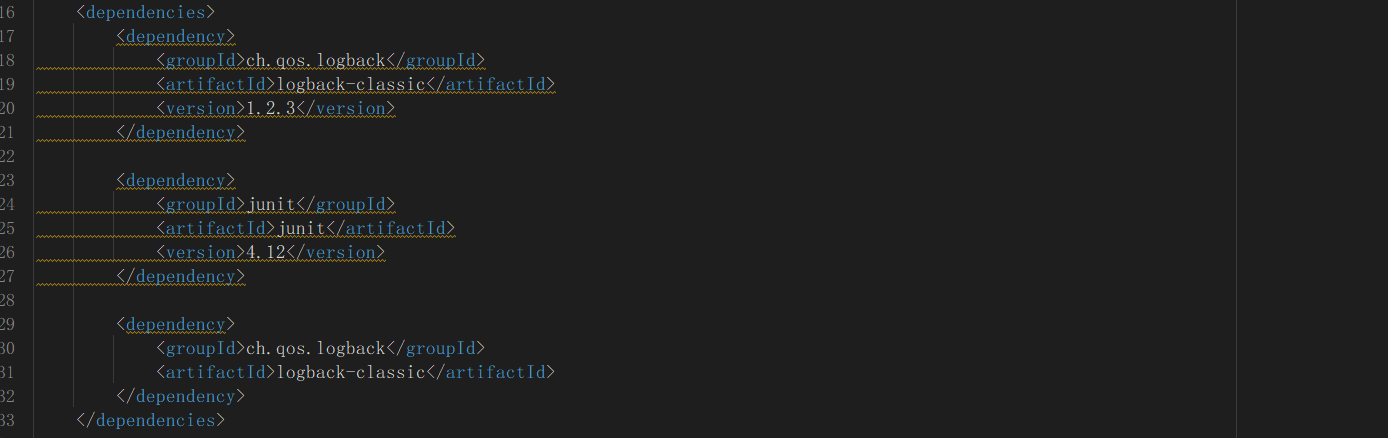 16 <dependencies>
17 <dependency>
18 <groupId>ch.qos.logback</groupId>
19 <artifactId>logback-classic</artifactId>
20 <version>1.2.3</version>
21 </dependency>
22
23 <dependency>
24 <groupId>junit</groupId>
25 <artifactId>junit</artifactId>
26 <version>4.12</version>
27 </dependency>
28
29 <dependency>
30 <groupId>ch.qos.logback</groupId>
31 <artifactId>logback-classic</artifactId>
32 </dependency>
33 </dependencies>